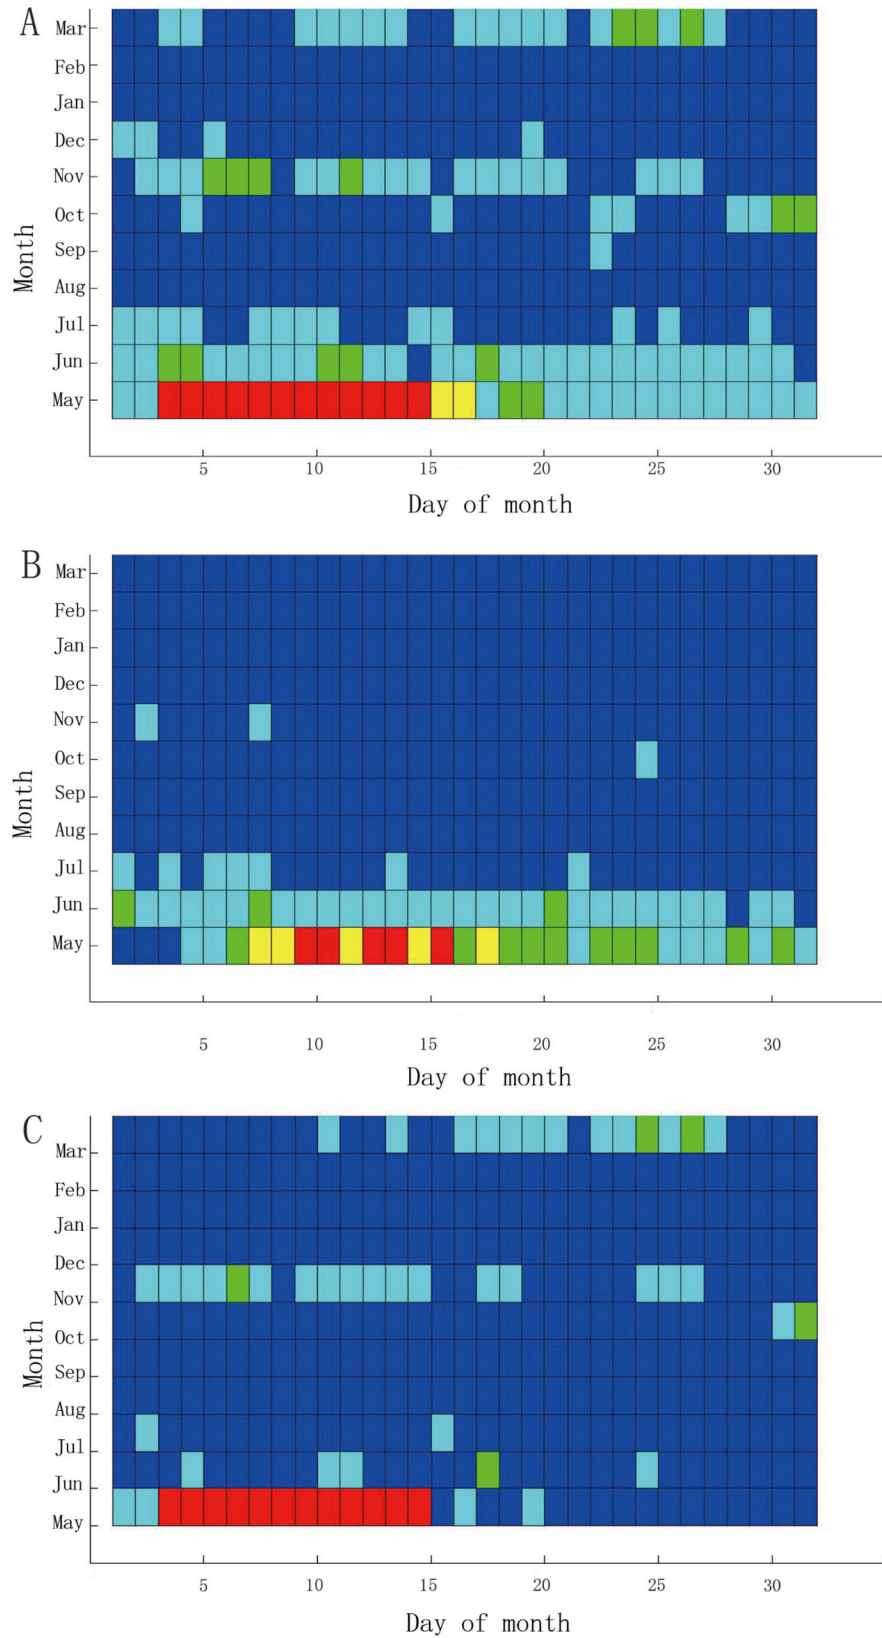 A
Mar
Feb
Jan
Dec
Nov
Oct
Sep
Aug
Jul
Jun
May
Month
5 10 15 20 25 30
Day of month
B
Mar
Feb
Jan
Dec
Nov
Oct
Sep
Aug
Jul
Jun
May
Month
5 10 15 20 25 30
Day of month
C
Mar
Feb
Jan
Dec
Nov
Oct
Sep
Aug
Jul
Jun
May
Month
5 10 15 20 25 30
Day of month